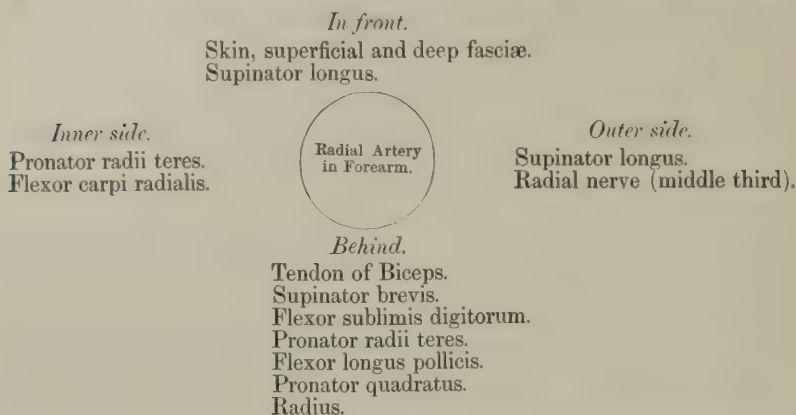 In front.
Skin, superficial and deep fasciæ.
Supinator longus.
Inner side.
Pronator radii teres.
Flexor carpi radialis.
Radial Artery
in Forearm.
Outer side.
Supinator longus.
Radial nerve (middle third).
Behind.
Tendon of Biceps.
Supinator brevis.
Flexor sublimis digitorum.
Pronator radii teres.
Flexor longus pollicis.
Pronator quadratus.
Radius.